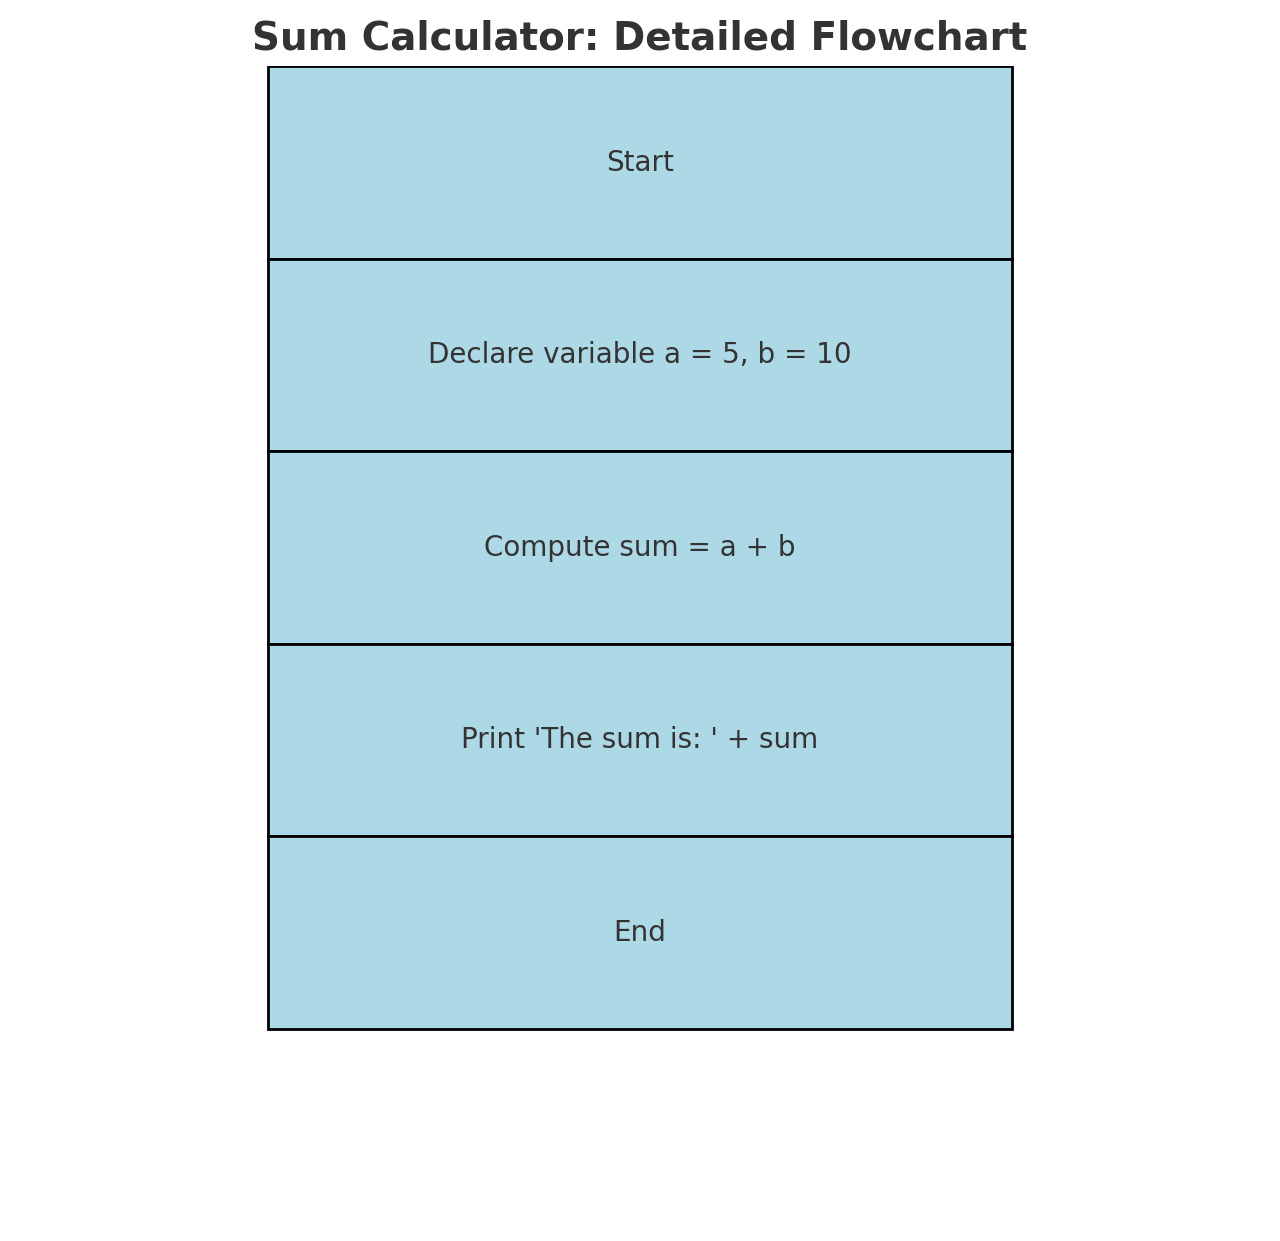 Sum Calculator: Detailed Flowchart
Start
Declare variable a = 5, b = 10
Compute sum = a + b
Print 'The sum is: ' + sum
End